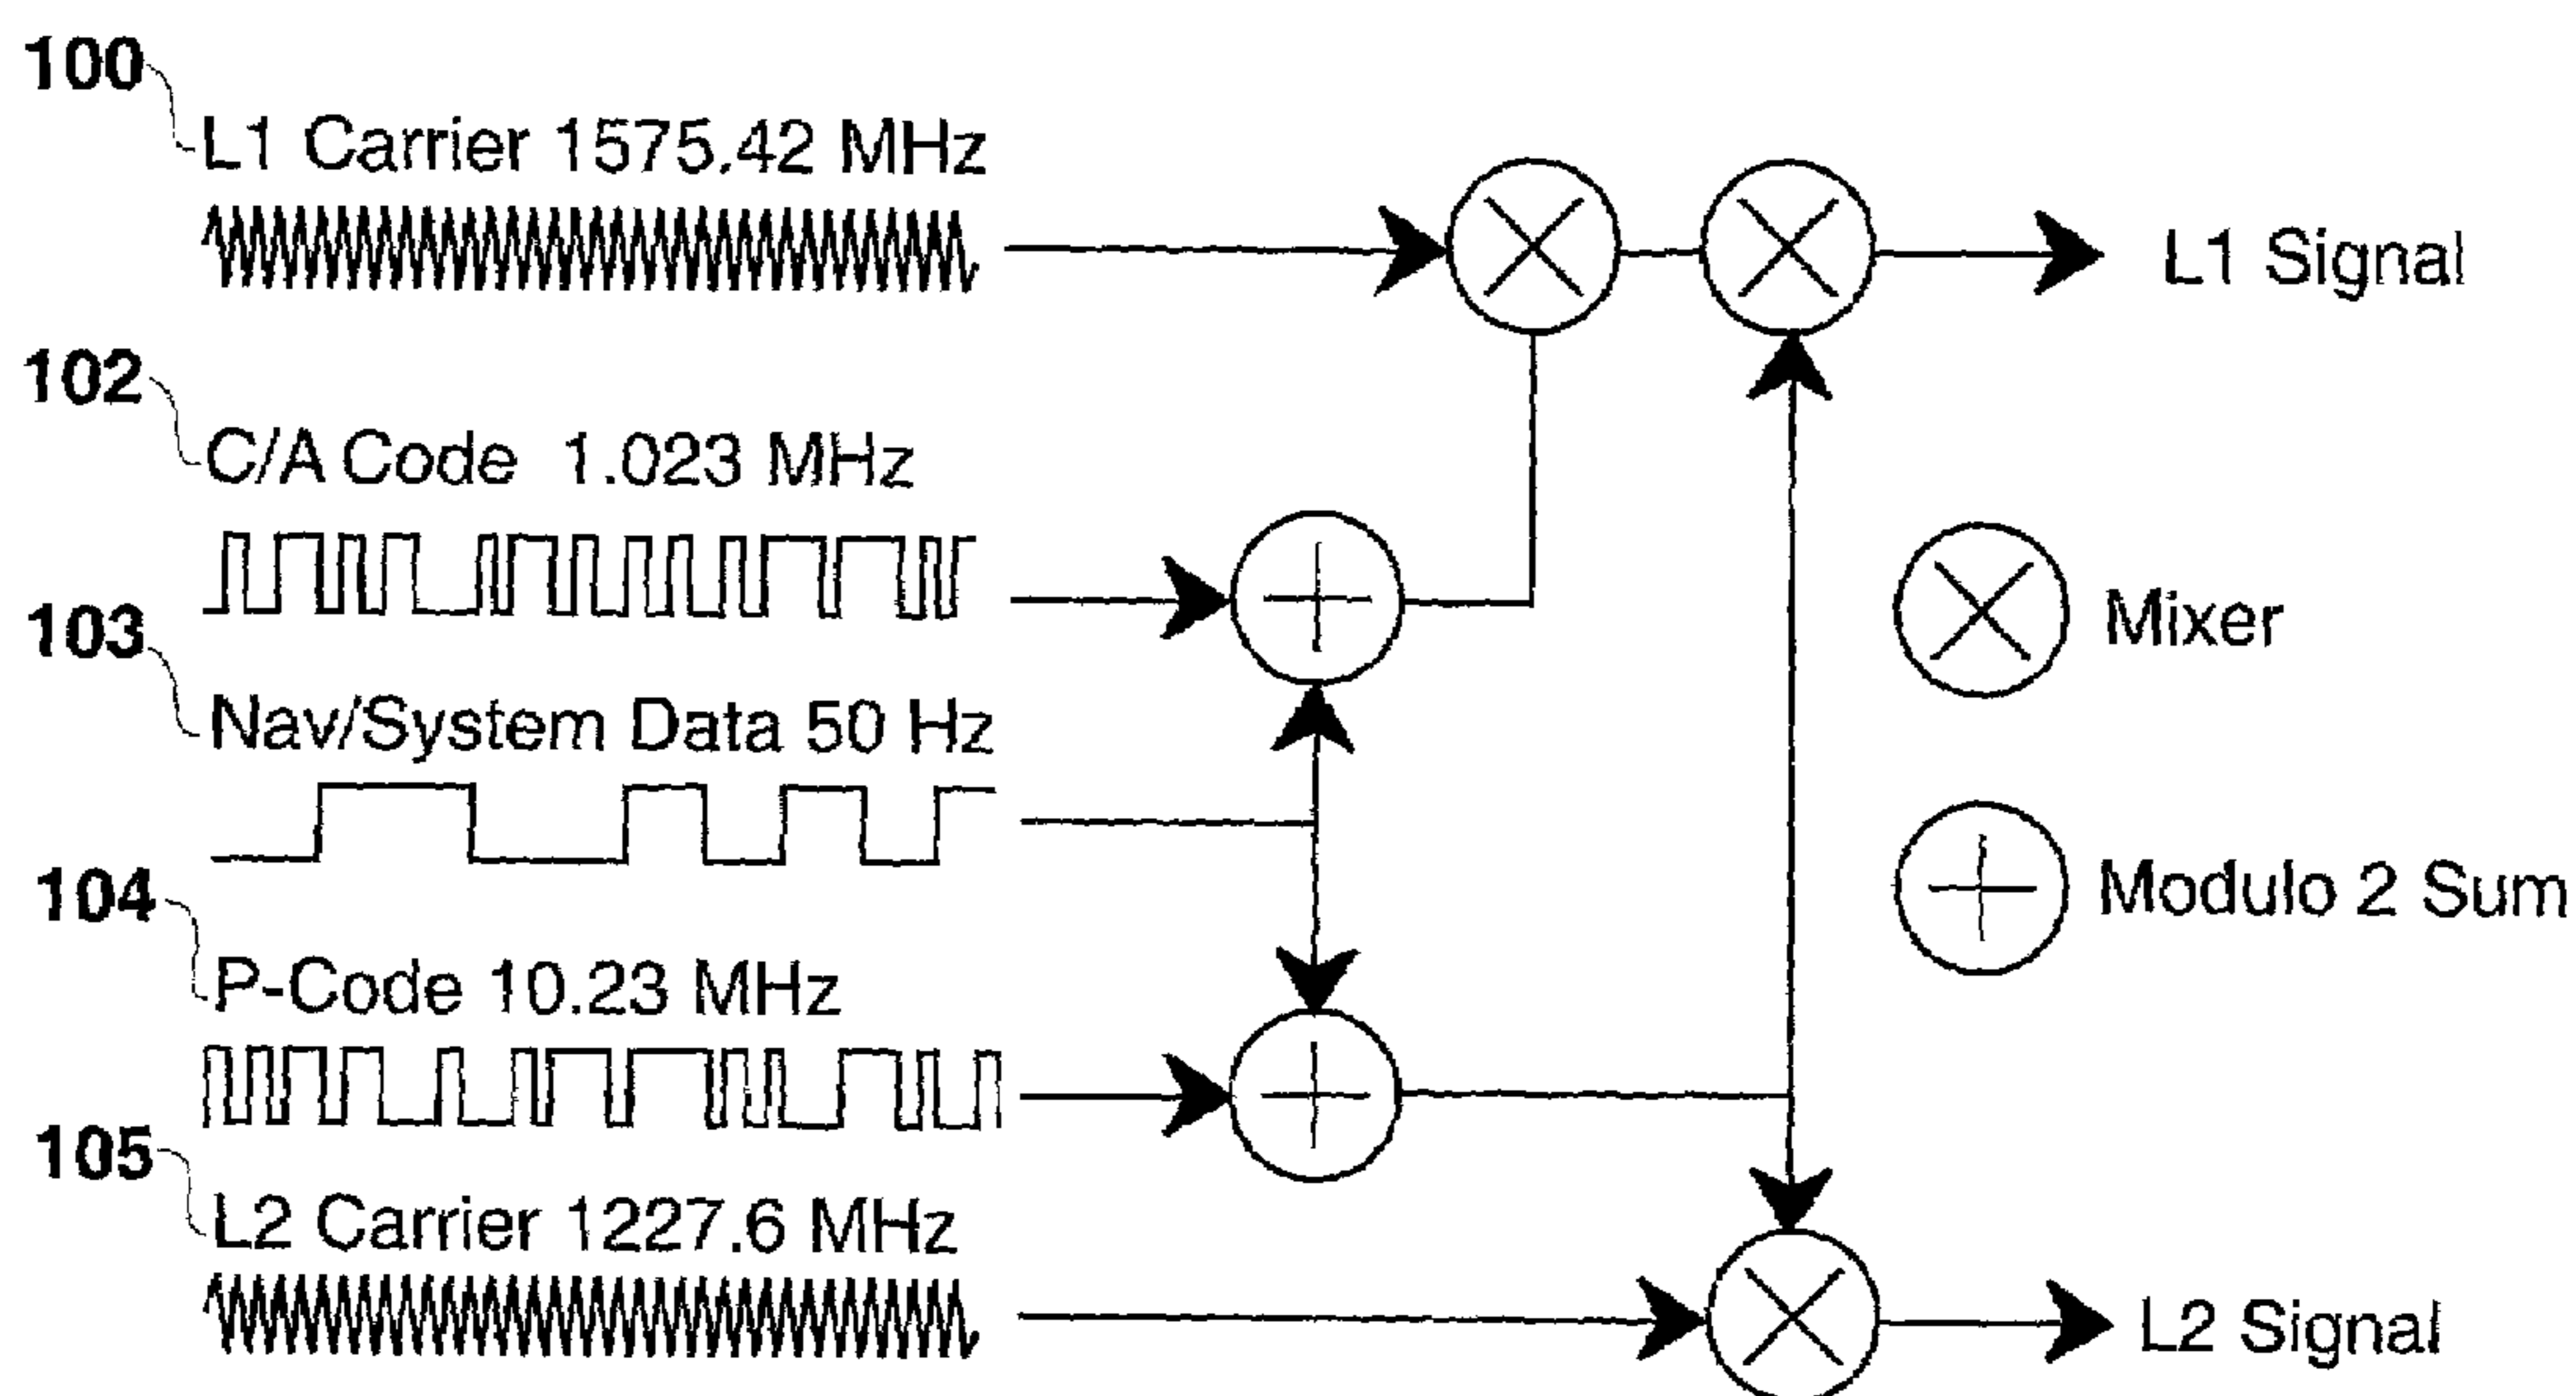 100
L1 Carrier 1575.42 MHz
L1 Signal
102
C/A Code 1.023 MHz
103
Mixer
Nav/System Data 50 Hz
104
Modulo 2 Sum
P-Code 10.23 MHz
105
L2 Carrier 1227.6 MHz
L2 Signal